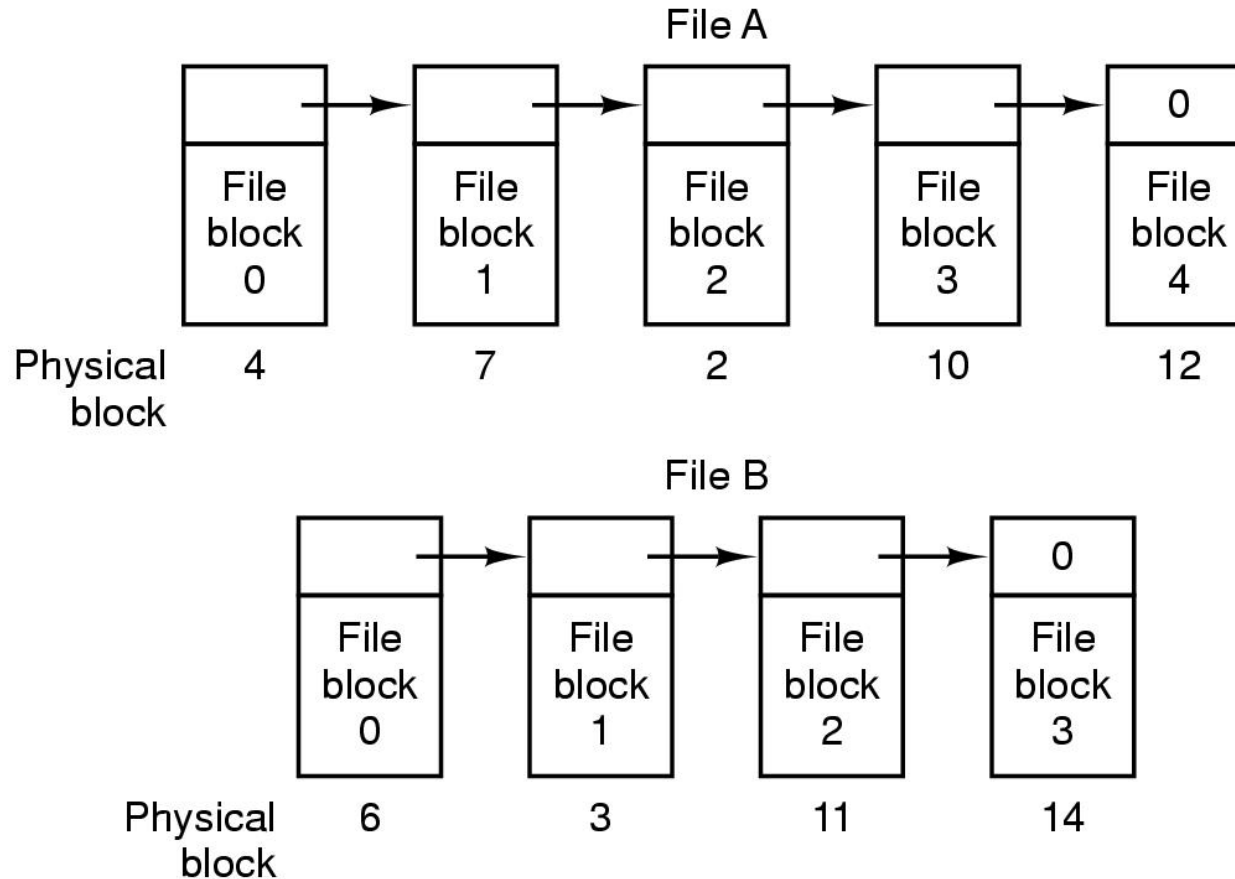 File A
0
File File File File File
block block block block block
0 1 2 3 4
Physical 4 7 2 10 12
block
File B
0
File File File File
block block block block
0 1 2 3
Physical 6 3 11 14
block